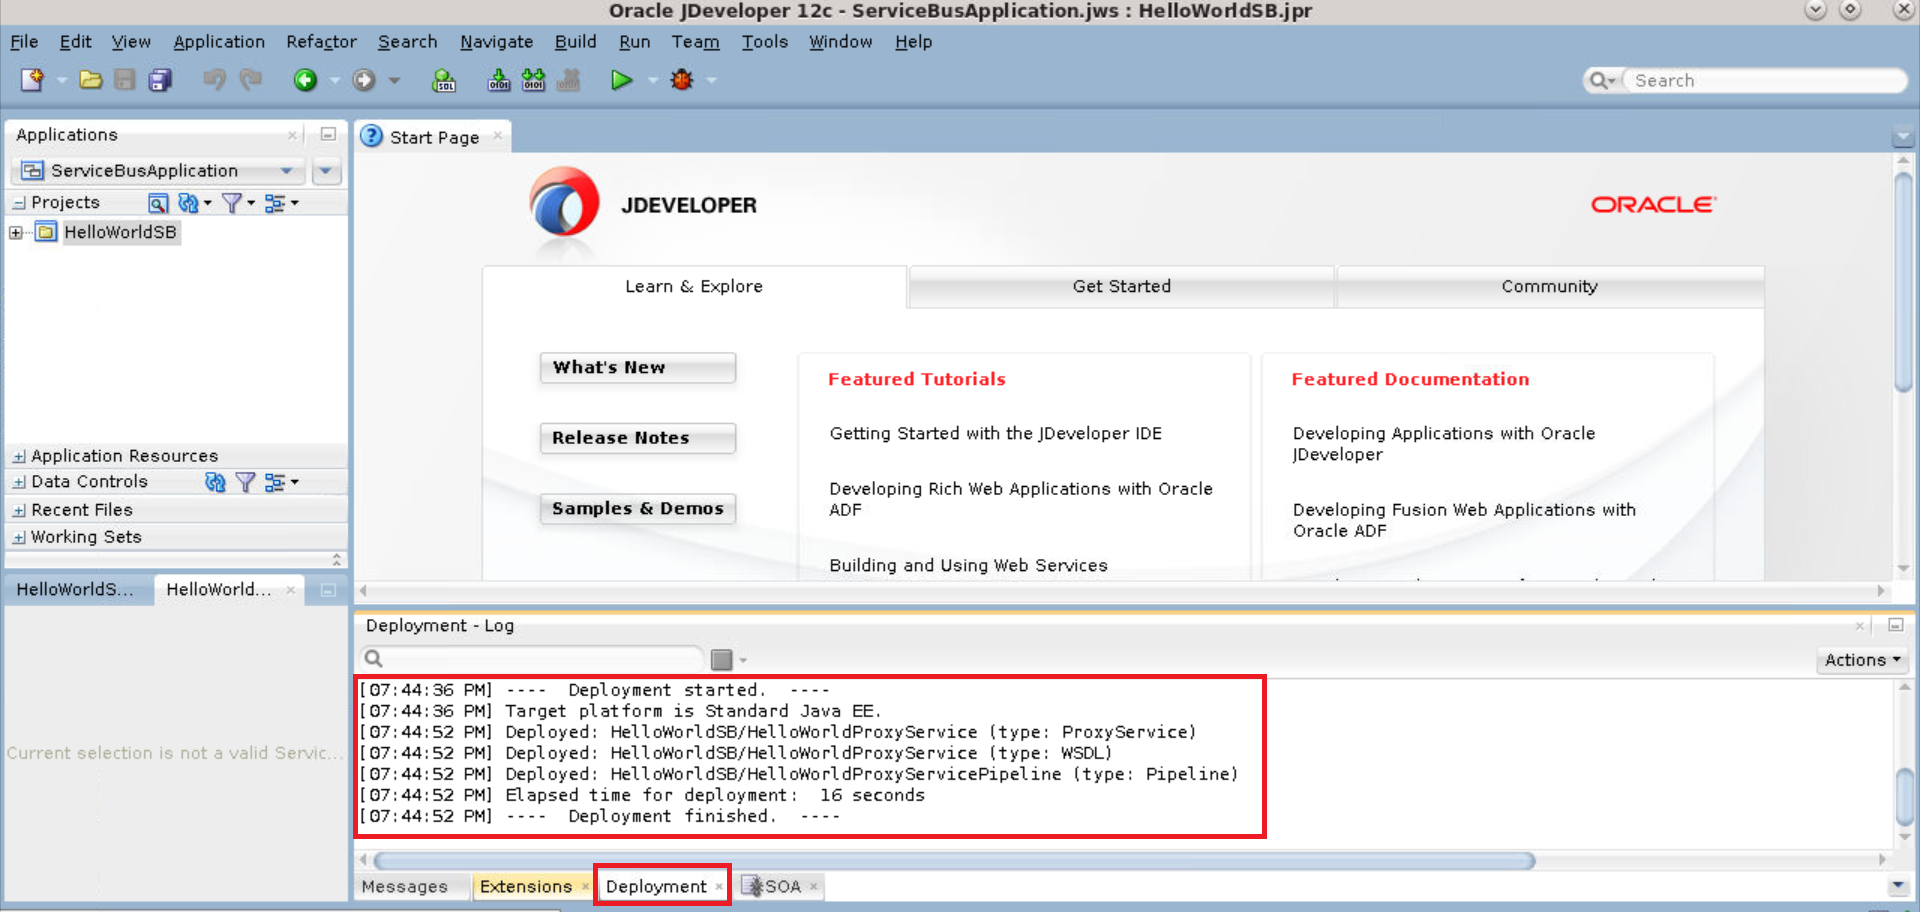 Oracle JDeveloper 12c - ServiceBusApplication.jws : HelloWorldSB.jpr
File Edit View Application Refactor Search Navigate Build Run Team Tools Window Help
SQL
Search
Applications
ServiceBusApplication
Projects
HelloWorldSB
Application Resources
Data Controls
Recent Files
Working Sets
HelloWorldS...
HelloWorld...
Current selection is not a valid Servic...
Start Page
JDEVELOPER
ORACLE
Learn & Explore
Get Started
Community
What's New
Release Notes
Samples & Demos
Featured Tutorials
Getting Started with the JDeveloper IDE
Developing Rich Web Applications with Oracle
ADF
Building and Using Web Services
Featured Documentation
Developing Applications with Oracle
JDeveloper
Developing Fusion Web Applications with
Oracle ADF
Deployment - Log
Actions
[07:44:36 PM] ---- Deployment started. ----
[07:44:36 PM] Target platform is Standard Java EE.
[07:44:52 PM] Deployed: HelloWorldSB/HelloWorldProxyService (type: ProxyService)
[07:44:52 PM] Deployed: HelloWorldSB/HelloWorldProxyService (type: WSDL)
[07:44:52 PM] Deployed: HelloWorldSB/HelloWorldProxyServicePipeline (type: Pipeline)
[07:44:52 PM] Elapsed time for deployment: 16 seconds
[07:44:52 PM] ---- Deployment finished. ----
Messages
Extensions
Deployment
SOA